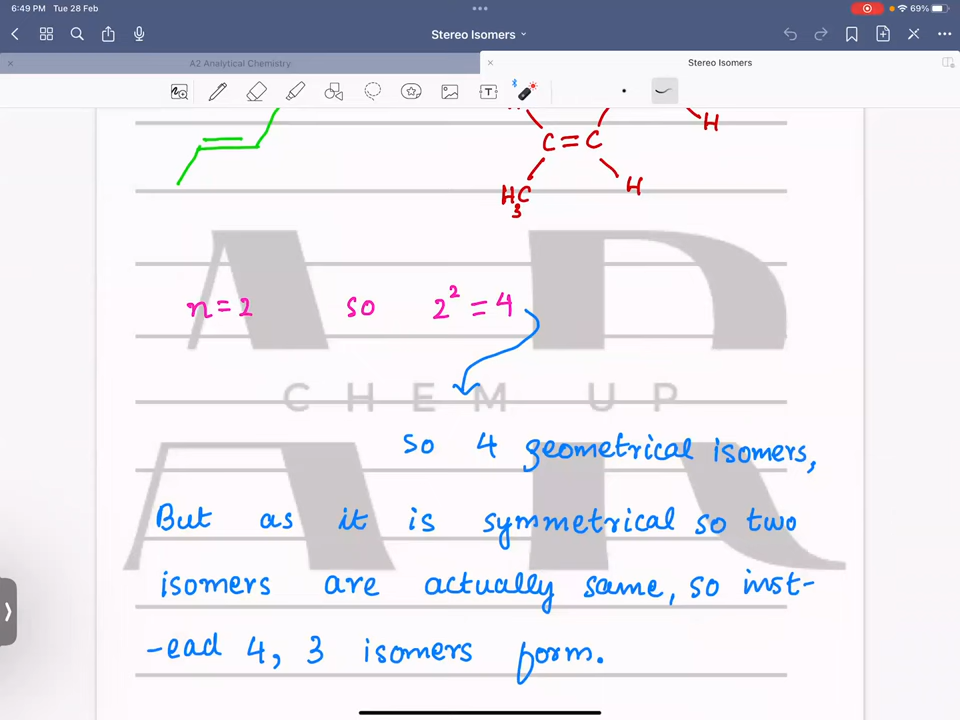 6:49 PM Tue 28 Feb
69%
Stereo Isomers
A2 Analytical Chemistry
Stereo Isomers
H
C=C
H3C
H
n=2 so 2² = 4
CHEM UP
so 4 geometrical isomers,
But as it is symmetrical so two
isomers are actually same, so inst-
-ead 4, 3 isomers form.